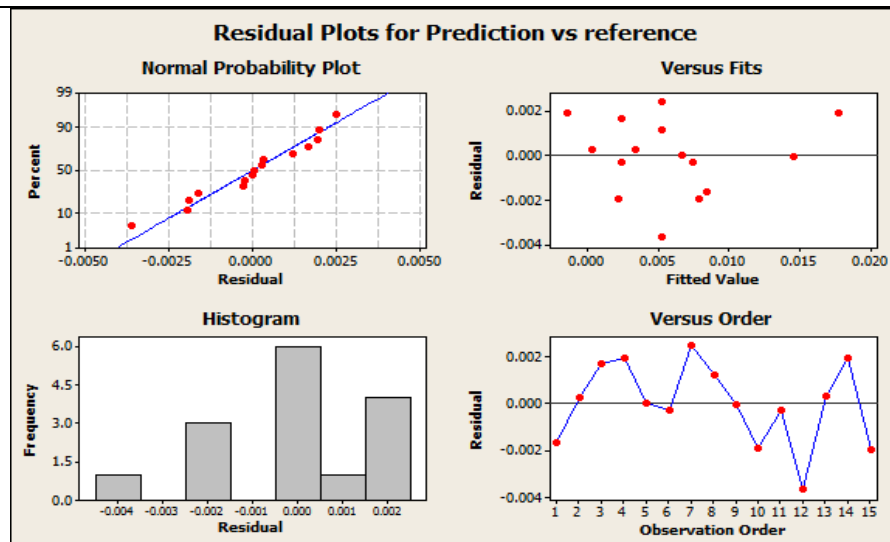 Residual Plots for Prediction vs reference
Normal Probability Plot
99
90
50
10
1
Percent
-0.0050 -0.0025 0.0000 0.0025 0.0050
Residual
Versus Fits
0.002
0.000
-0.002
-0.004
Residual
0.000 0.005 0.010 0.015 0.020
Fitted Value
Histogram
6.0
4.5
3.0
1.5
0.0
Frequency
-0.004 -0.003 -0.002 -0.001 0.000 0.001 0.002
Residual
Versus Order
0.002
0.000
-0.002
-0.004
Residual
1 2 3 4 5 6 7 8 9 10 11 12 13 14 15
Observation Order